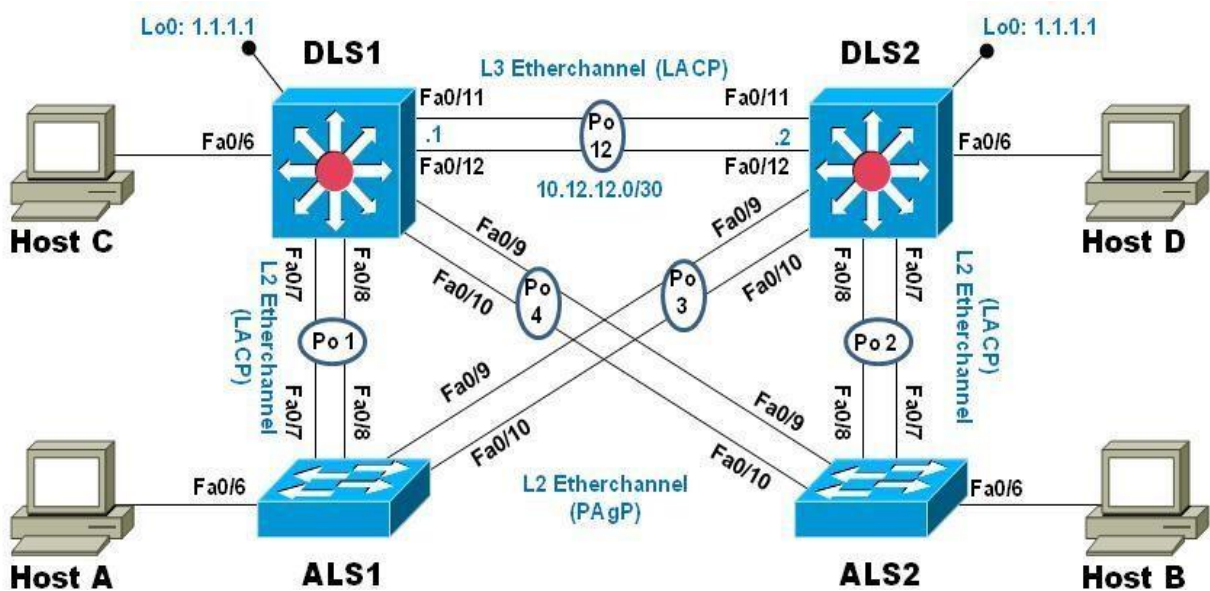 Lo0: 1.1.1.1
Lo0: 1.1.1.1
DLS1
DLS2
L3 Etherchannel (LACP)
Fa0/11
Fa0/11
Po
12
.1
.2
Fa0/6
Fa0/6
Fa0/12
Fa0/12
10.12.12.0/30
Host C
Host D
Fa0/7
Fa0/8
L2 Etherchannel
(LACP)
Po 1
Fa0/7
Fa0/8
Fa0/9
Fa0/10
Po
4
Fa0/9
Fa0/10
Po
3
Fa0/8
Fa0/7
L2 Etherchannel
(LACP)
Po 2
Fa0/8
Fa0/7
Fa0/9
Fa0/10
Fa0/9
Fa0/10
L2 Etherchannel
(PAgP)
Fa0/6
Fa0/6
Host A
ALS1
ALS2
Host B